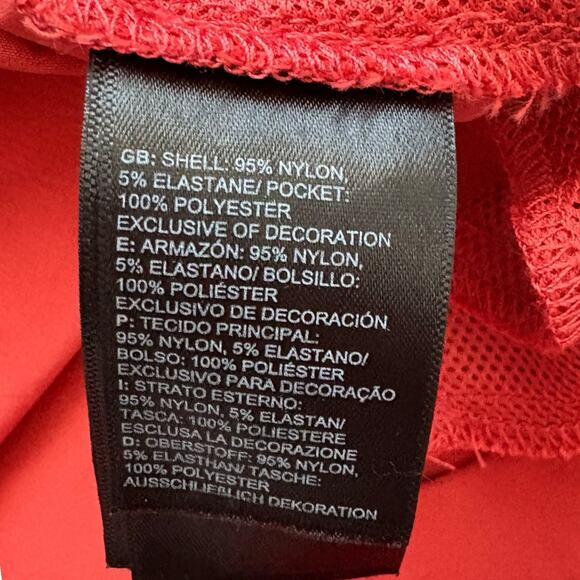 GB: SHELL: 95% NYLON,
5% ELASTANE/ POCKET:
100% POLYESTER
EXCLUSIVE OF DECORATION
E: ARMAZÓN: 95% NYLON,
5% ELASTANO/ BOLSILLO:
100% POLIÉSTER
EXCLUSIVO DE DECORACIÓN
P: TECIDO PRINCIPAL:
95% NYLON, 5% ELASTANO/
BOLSO: 100% POLIÉSTER
EXCLUSIVO PARA DECORAÇÃO
I: STRATO ESTERNO:
95% NYLON, 5% ELASTAN/
TASCA: 100% POLIESTERE
ESCLUSA LA DECORAZIONE
D: OBERSTOFF: 95% NYLON,
5% ELASTHAN/ TASCHE:
100% POLYESTER
AUSSCHLIEßLICH DEKORATION